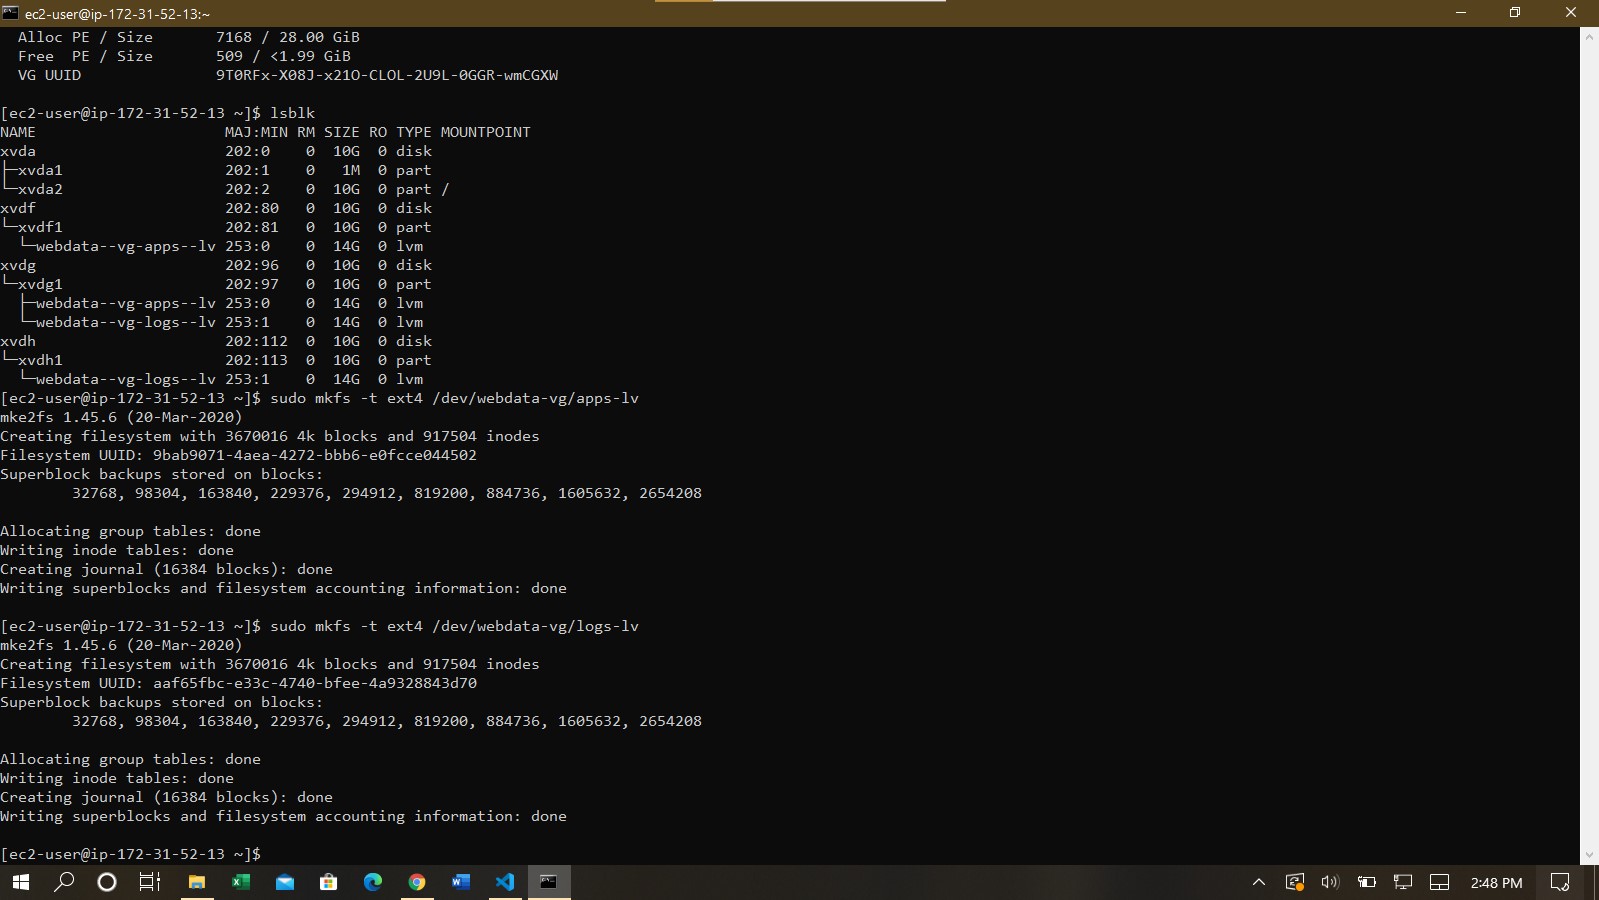 ec2-user@ip-172-31-52-13:~
  Alloc PE / Size       7168 / 28.00 GiB
  Free  PE / Size       509 / <1.99 GiB
  VG UUID               9T0RFx-X08J-x21O-CLOL-2U9L-0GGR-wmCGXW

[ec2-user@ip-172-31-52-13 ~]$ lsblk
NAME                     MAJ:MIN RM SIZE RO TYPE MOUNTPOINT
xvda                     202:0    0  10G  0 disk
├─xvda1                  202:1    0   1M  0 part
└─xvda2                  202:2    0  10G  0 part /
xvdf                     202:80   0  10G  0 disk
└─xvdf1                  202:81   0  10G  0 part
  └─webdata--vg-apps--lv 253:0    0  14G  0 lvm
xvdg                     202:96   0  10G  0 disk
└─xvdg1                  202:97   0  10G  0 part
  ├─webdata--vg-apps--lv 253:0    0  14G  0 lvm
  └─webdata--vg-logs--lv 253:1    0  14G  0 lvm
xvdh                     202:112  0  10G  0 disk
└─xvdh1                  202:113  0  10G  0 part
  └─webdata--vg-logs--lv 253:1    0  14G  0 lvm
[ec2-user@ip-172-31-52-13 ~]$ sudo mkfs -t ext4 /dev/webdata-vg/apps-lv
mke2fs 1.45.6 (20-Mar-2020)
Creating filesystem with 3670016 4k blocks and 917504 inodes
Filesystem UUID: 9bab9071-4aea-4272-bbb6-e0fcce044502
Superblock backups stored on blocks:
        32768, 98304, 163840, 229376, 294912, 819200, 884736, 1605632, 2654208

Allocating group tables: done
Writing inode tables: done
Creating journal (16384 blocks): done
Writing superblocks and filesystem accounting information: done

[ec2-user@ip-172-31-52-13 ~]$ sudo mkfs -t ext4 /dev/webdata-vg/logs-lv
mke2fs 1.45.6 (20-Mar-2020)
Creating filesystem with 3670016 4k blocks and 917504 inodes
Filesystem UUID: aaf65fbc-e33c-4740-bfee-4a9328843d70
Superblock backups stored on blocks:
        32768, 98304, 163840, 229376, 294912, 819200, 884736, 1605632, 2654208

Allocating group tables: done
Writing inode tables: done
Creating journal (16384 blocks): done
Writing superblocks and filesystem accounting information: done

[ec2-user@ip-172-31-52-13 ~]$
2:48 PM